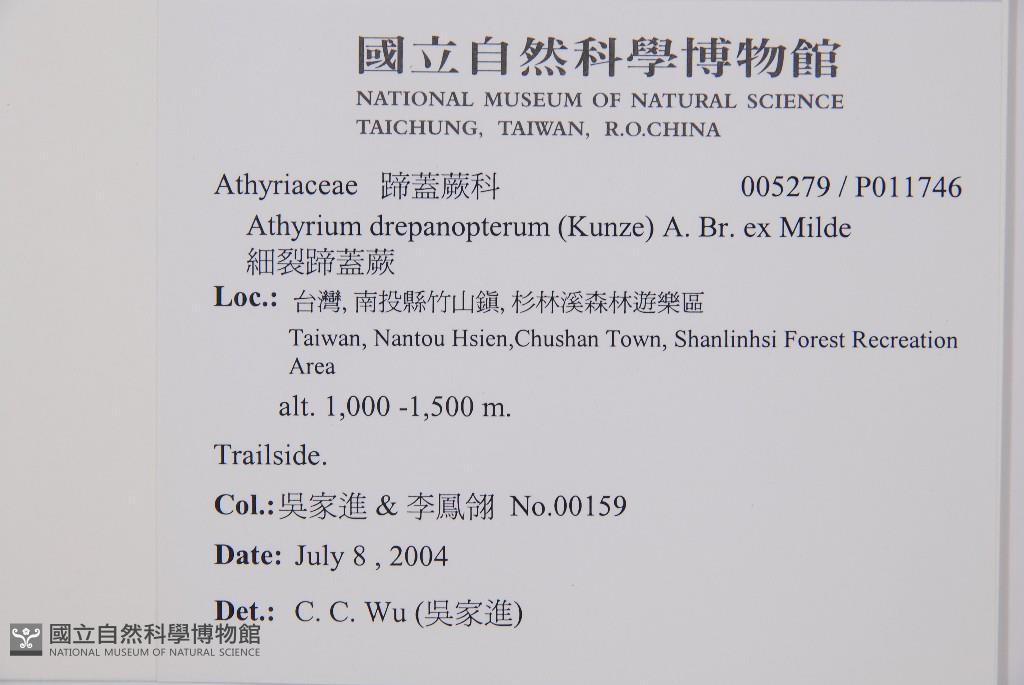 國立自然科學博物館
NATIONAL MUSEUM OF NATURAL SCIENCE
TAICHUNG, TAIWAN, R.O.CHINA
Athyriaceae 蹄蓋蕨科 005279 / P011746
Athyrium drepanopterum (Kunze) A. Br. ex Milde
細裂蹄蓋蕨
Loc.: 台灣, 南投縣竹山鎮, 杉林溪森林遊樂區
Taiwan, Nantou Hsien,Chushan Town, Shanlinhsi Forest Recreation
Area
alt. 1,000 -1,500 m.
Trailside.
Col.: 吳家進 & 李鳳翎 No.00159
Date: July 8 , 2004
Det.: C. C. Wu (吳家進)
國立自然科學博物館
NATIONAL MUSEUM OF NATURAL SCIENCE